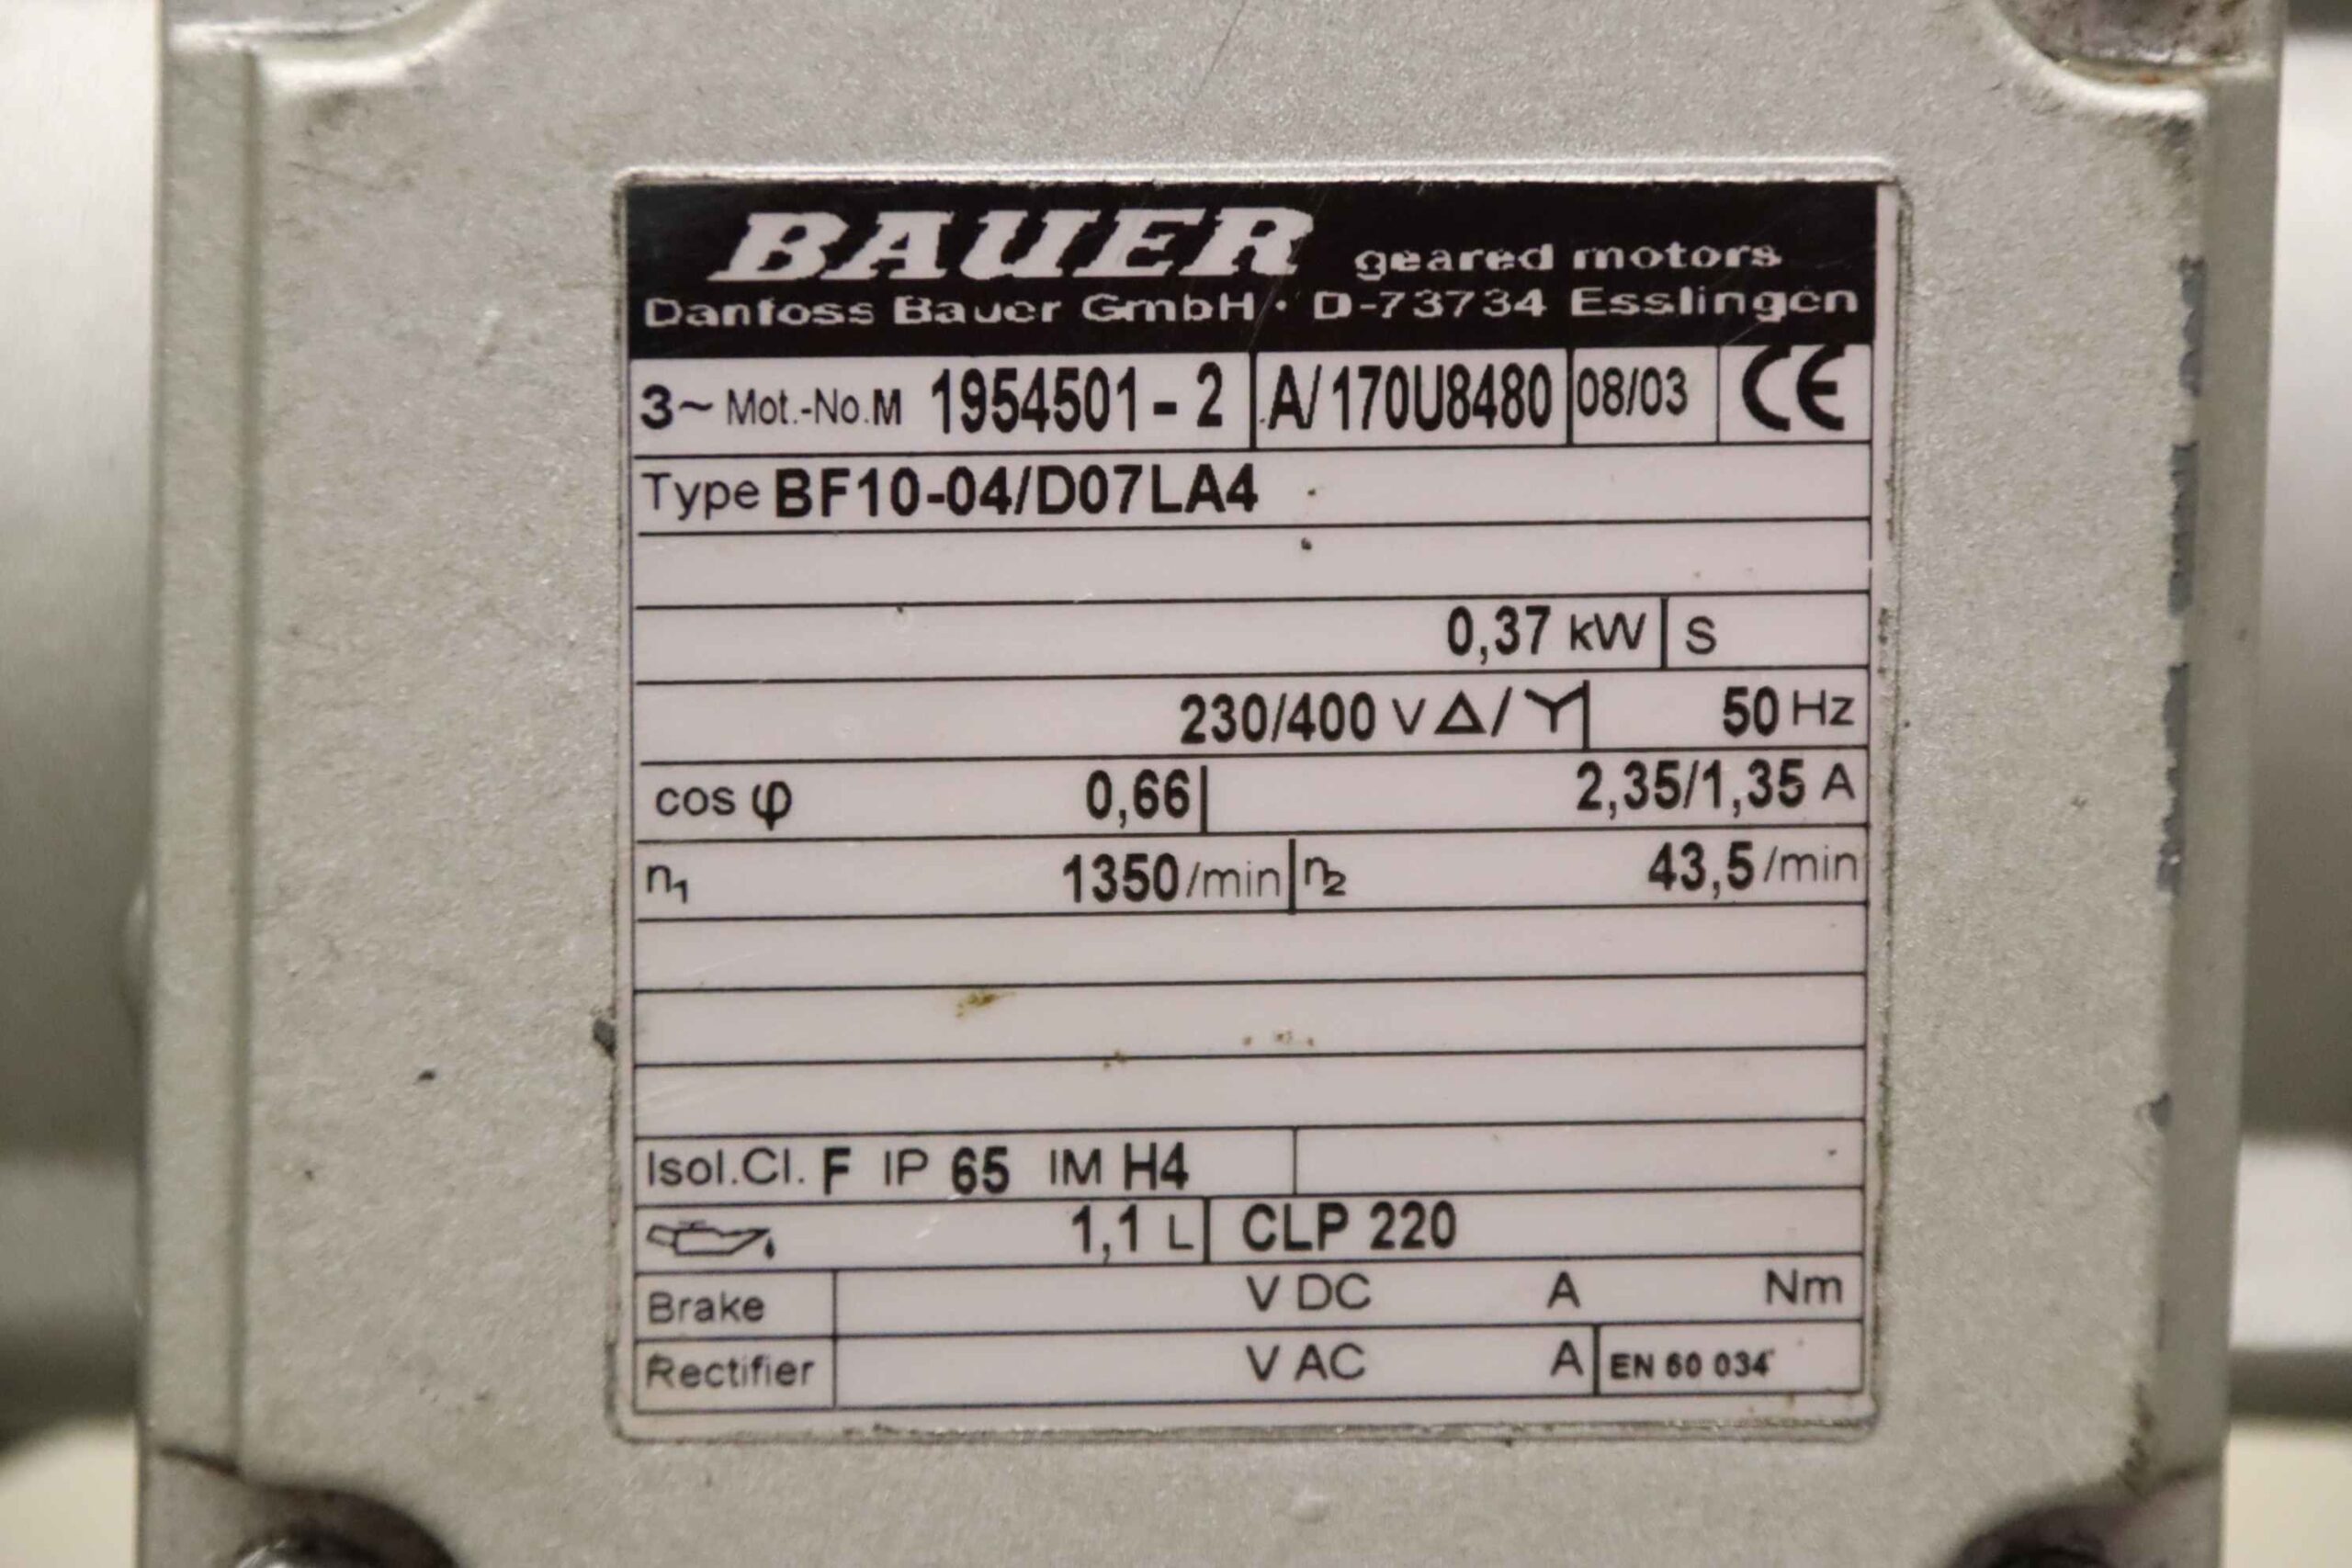 BAUER geared motors
Danfoss Bauer GmbH · D-73734 Esslingen
3~ Mot.-No.M 1954501-2 A/170U8480 08/03 CE
Type BF10-04/D07LA4
0,37 kW S
230/400 V Δ/Y 50 Hz
cos φ 0,66 2,35/1,35 A
n₁ 1350/min n₂ 43,5/min
Isol.Cl. F IP 65 IM H4
1,1 L CLP 220
Brake V DC A Nm
Rectifier V AC A EN 60 034